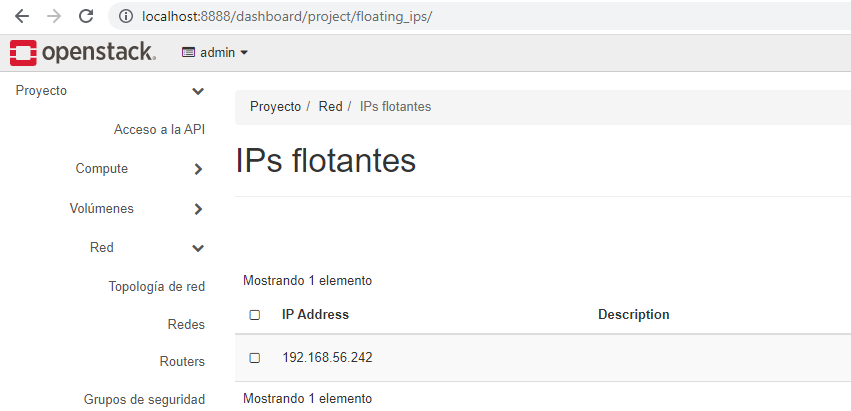 localhost:8888/dashboard/project/floating_ips/
openstack. admin
Proyecto
Acceso a la API
Compute
Volúmenes
Red
Topología de red
Redes
Routers
Grupos de seguridad
Proyecto / Red / IPs flotantes
IPs flotantes
Mostrando 1 elemento
IP Address Description
192.168.56.242
Mostrando 1 elemento